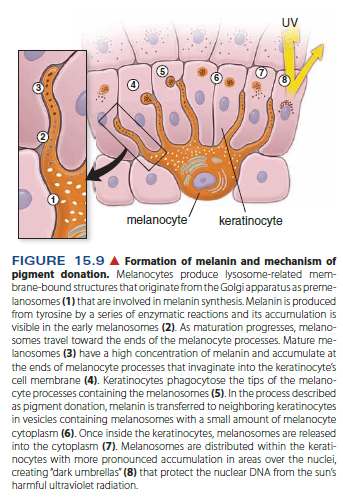 UV
5
4
6
7
8
3
2
1
melanocyte
keratinocyte
FIGURE 15.9 ▲ Formation of melanin and mechanism of
pigment donation. Melanocytes produce lysosome-related mem-
brane-bound structures that originate from the Golgi apparatus as preme-
lanosomes (1) that are involved in melanin synthesis. Melanin is produced
from tyrosine by a series of enzymatic reactions and its accumulation is
visible in the early melanosomes (2). As maturation progresses, melano-
somes travel toward the ends of the melanocyte processes. Mature me-
lanosomes (3) have a high concentration of melanin and accumulate at
the ends of melanocyte processes that invaginate into the keratinocyte's
cell membrane (4). Keratinocytes phagocytose the tips of the melano-
cyte processes containing the melanosomes (5). In the process described
as pigment donation, melanin is transferred to neighboring keratinocytes
in vesicles containing melanosomes with a small amount of melanocyte
cytoplasm (6). Once inside the keratinocytes, melanosomes are released
into the cytoplasm (7). Melanosomes are distributed within the kerati-
nocytes with more pronounced accumulation in areas over the nuclei,
creating "dark umbrellas" (8) that protect the nuclear DNA from the sun's
harmful ultraviolet radiation.